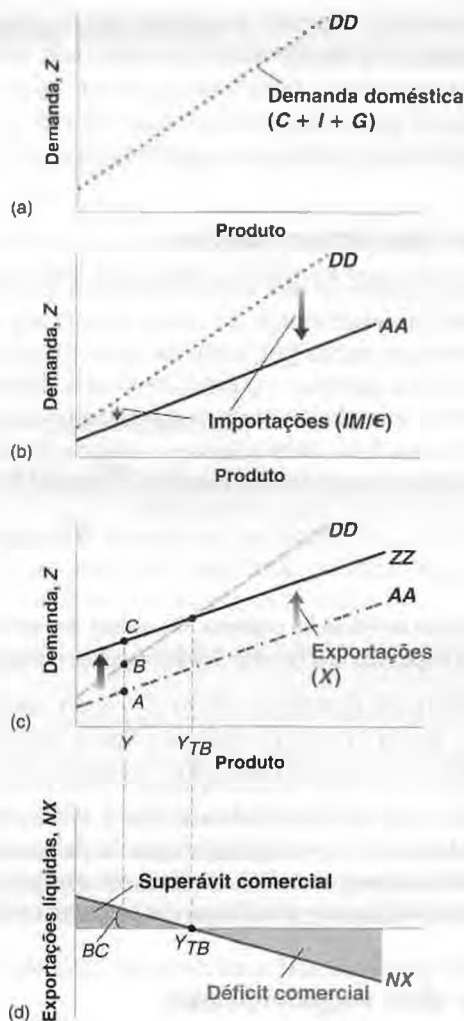 DD
Demanda doméstica
(C + I + G)
Demanda, Z
(a)
Produto
DD
AA
Demanda, Z
Importações (IM/ϵ)
(b)
Produto
DD
ZZ
AA
Demanda, Z
C
B
A
Exportações
(X)
(c)
Y
Y_TB
Produto
Exportações líquidas, NX
Superávit comercial
BC
Y_TB
Déficit comercial
NX
(d)